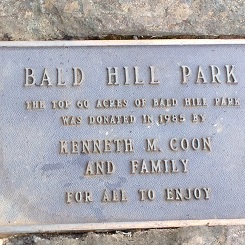 BALD HILL PARK
THE TOP 60 ACRES OF BALD HILL PARK
WAS DONATED IN 1985 BY
KENNETH M. COON
AND FAMILY
FOR ALL TO ENJOY